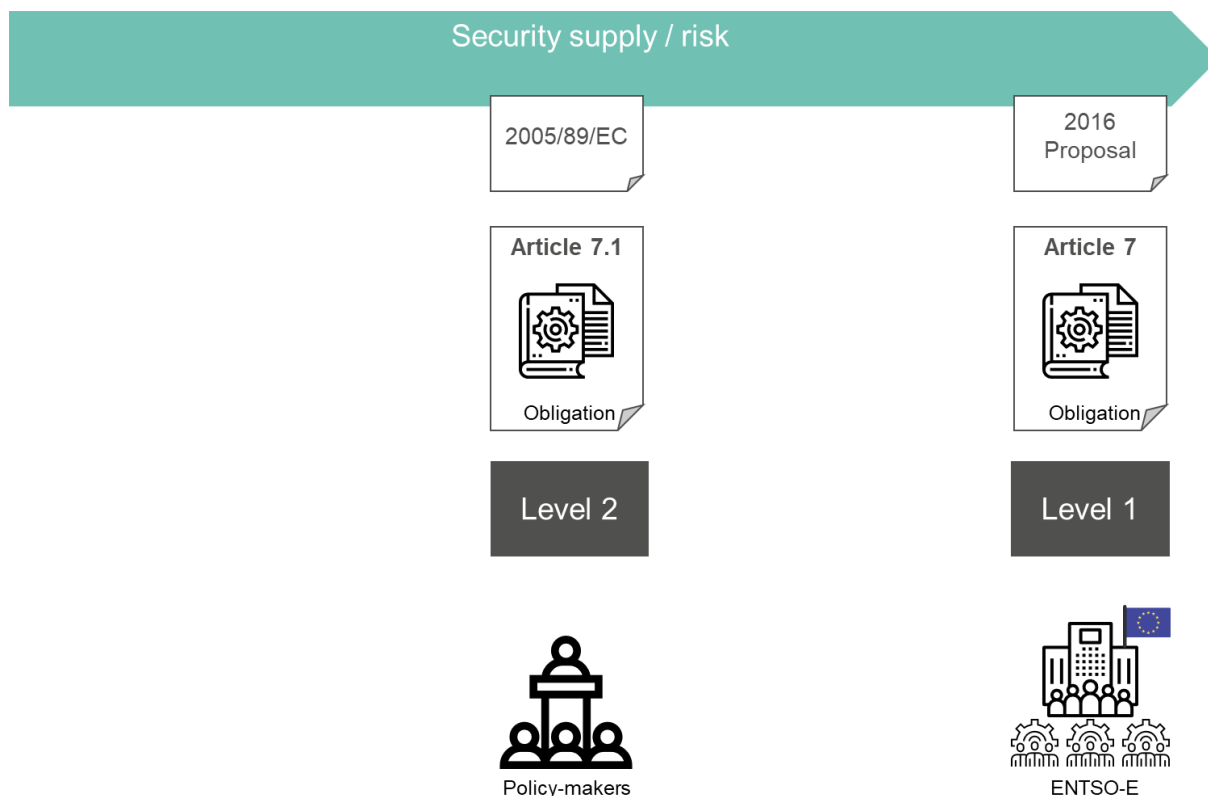 Security supply / risk
2005/89/EC
2016
Proposal
Article 7.1
Article 7
Obligation
Obligation
Level 2
Level 1
Policy-makers
ENTSO-E